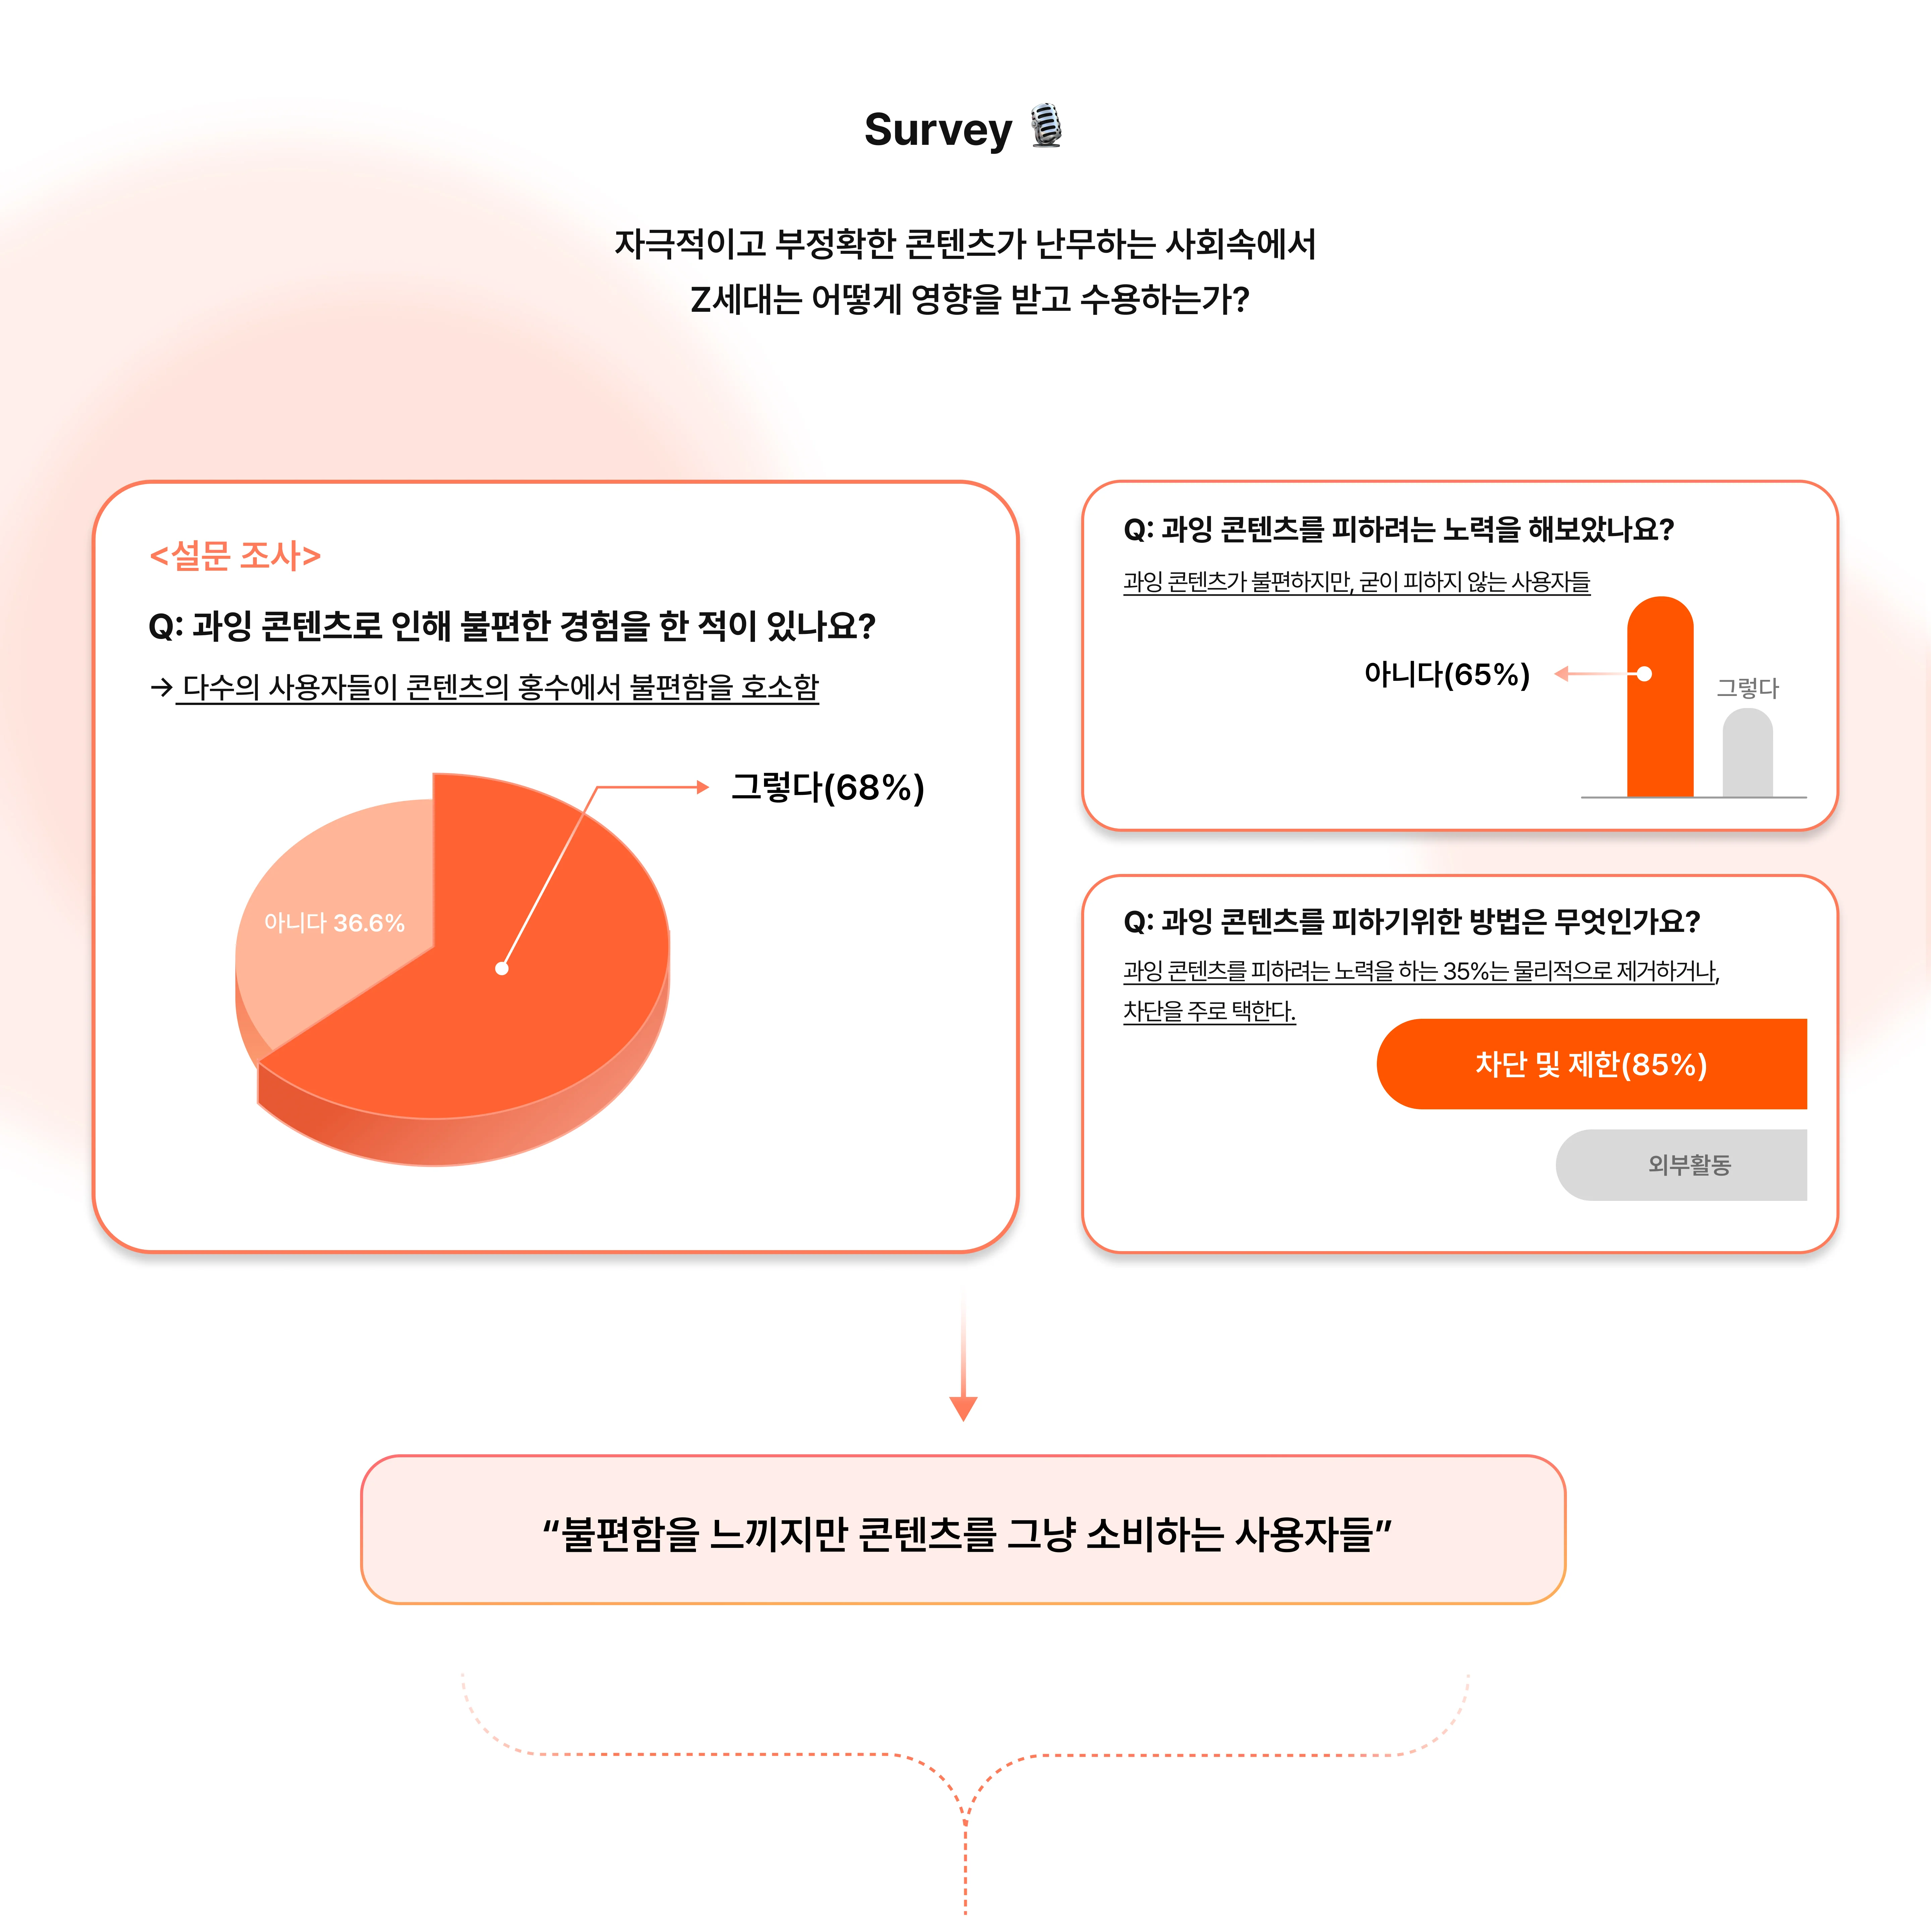 Survey
자극적이고 부정확한 콘텐츠가 난무하는 사회속에서
Z세대는 어떻게 영향을 받고 수용하는가?
<설문 조사>
Q: 과잉 콘텐츠로 인해 불편한 경험을 한 적이 있나요?
→ 다수의 사용자들이 콘텐츠의 홍수에서 불편함을 호소함
그렇다(68%)
아니다 36.6%
Q: 과잉 콘텐츠를 피하려는 노력을 해보았나요?
과잉 콘텐츠가 불편하지만, 굳이 피하지 않는 사용자들
아니다(65%)
그렇다
Q: 과잉 콘텐츠를 피하기위한 방법은 무엇인가요?
과잉 콘텐츠를 피하려는 노력을 하는 35%는 물리적으로 제거하거나,
차단을 주로 택한다.
차단 및 제한(85%)
외부활동
“불편함을 느끼지만 콘텐츠를 그냥 소비하는 사용자들”